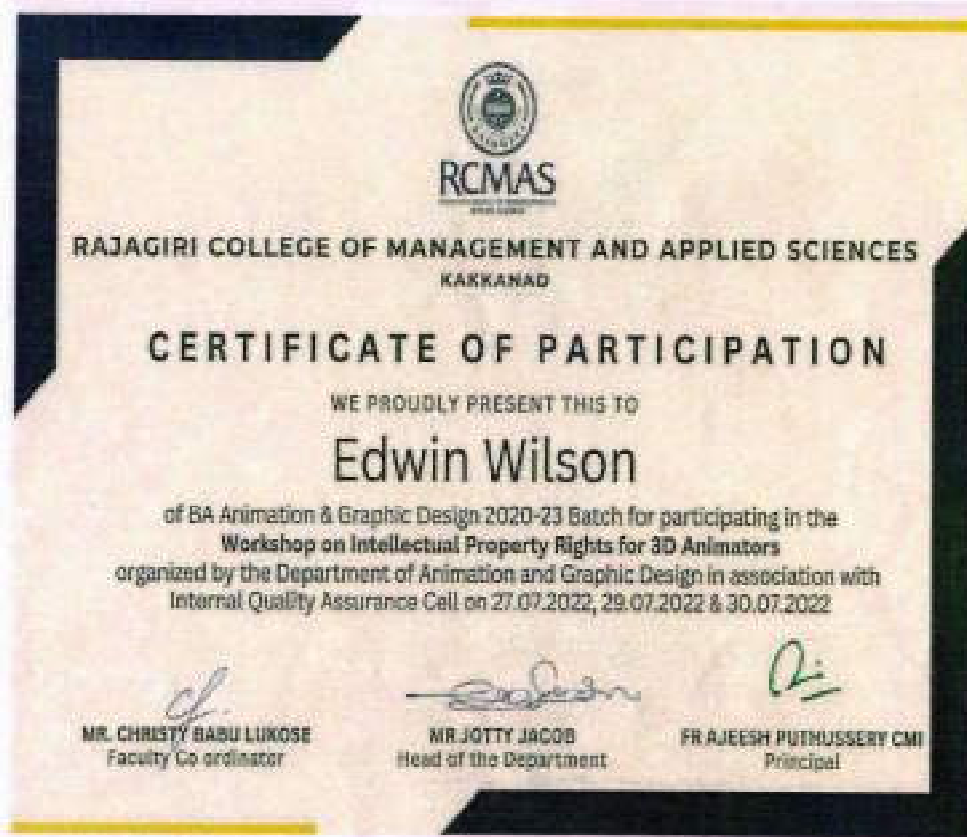 RCMAS
RAJAGIRI COLLEGE OF MANAGEMENT AND APPLIED SCIENCES
KAKKANAD
CERTIFICATE OF PARTICIPATION
WE PROUDLY PRESENT THIS TO
Edwin Wilson
of BA Animation & Graphic Design 2020-23 Batch for participating in the
Workshop on Intellectual Property Rights for 3D Animators
organized by the Department of Animation and Graphic Design in association with
Internal Quality Assurance Cell on 27.07.2022, 29.07.2022 & 30.07.2022
MR. CHRISTY BABU LUKOSE
Faculty Co ordinator
MR JOTTY JACOB
Head of the Department
FR AJEESH PUTHUSSERY CMI
Principal